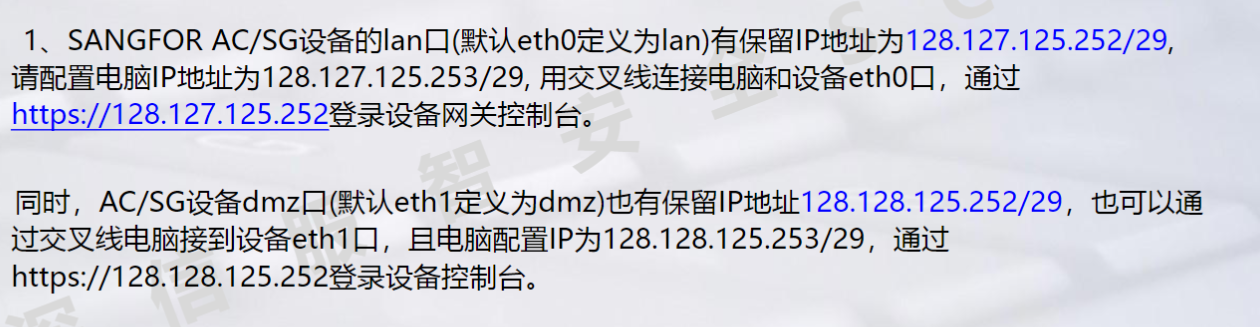 1、SANGFOR AC/SG设备的lan口(默认eth0定义为lan)有保留IP地址为128.127.125.252/29,
请配置电脑IP地址为128.127.125.253/29, 用交叉线连接电脑和设备eth0口，通过
https://128.127.125.252登录设备网关控制台。
同时，AC/SG设备dmz口(默认eth1定义为dmz)也有保留IP地址128.128.125.252/29，也可以通
过交叉线电脑接到设备eth1口，且电脑配置IP为128.128.125.253/29，通过
https://128.128.125.252登录设备控制台。
深信服智安全SC